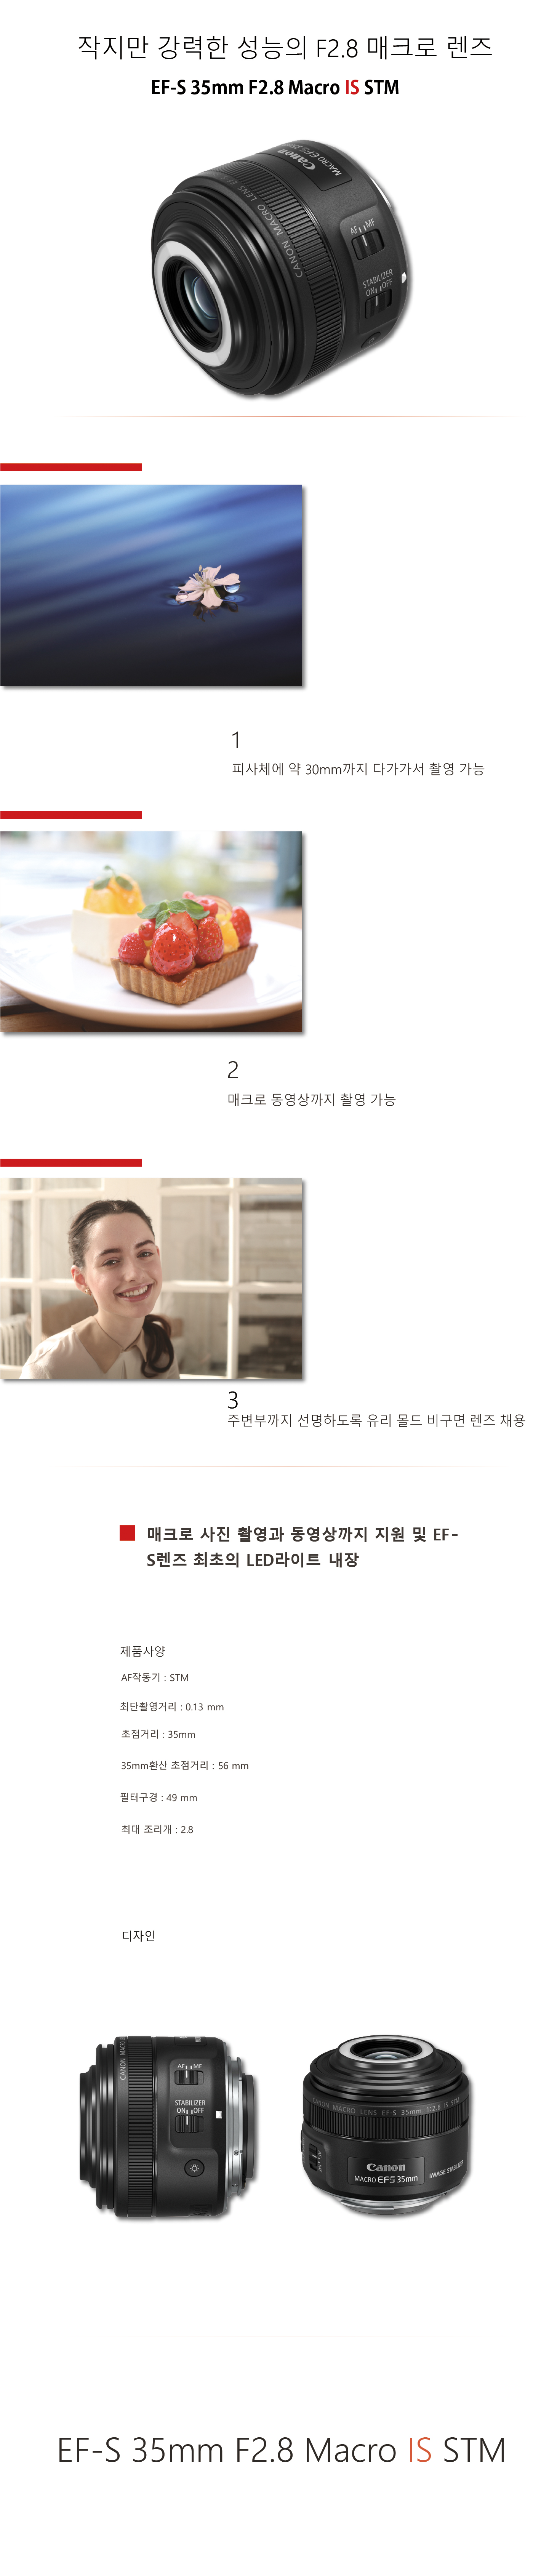 작지만 강력한 성능의 F2.8 매크로 렌즈
EF-S 35mm F2.8 Macro IS STM
Canon
MACRO EFS 35mm
CANON MACRO LENS EF-S
AF MF
STABILIZER
ON OFF
1
피사체에 약 30mm까지 다가가서 촬영 가능
2
매크로 동영상까지 촬영 가능
3
주변부까지 선명하도록 유리 몰드 비구면 렌즈 채용
매크로 사진 촬영과 동영상까지 지원 및 EF-
S렌즈 최초의 LED라이트 내장
제품사양
AF작동기 : STM
최단촬영거리 : 0.13 mm
초점거리 : 35mm
35mm환산 초점거리 : 56 mm
필터구경 : 49 mm
최대 조리개 : 2.8
디자인
CANON MACRO
AF MF
STABILIZER
ON OFF
CANON MACRO LENS EF-S 35mm 1:2.8 IS STM
Canon
MACRO EFS 35mm
IMAGE STABILIZER
EF-S 35mm F2.8 Macro IS STM